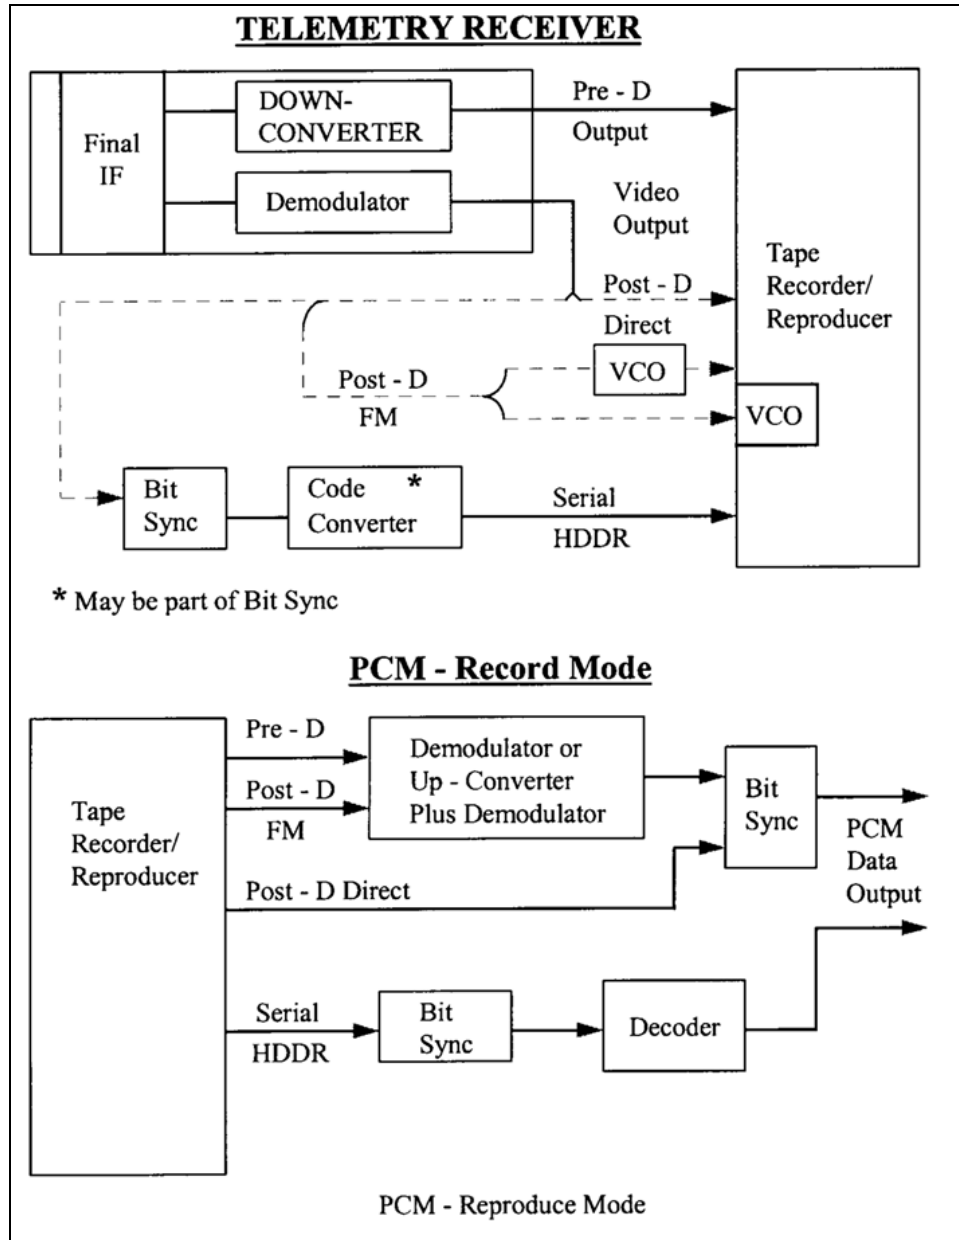 TELEMETRY RECEIVER
Final
IF
DOWN-
CONVERTER
Demodulator
Pre - D
Output
Video
Output
Post - D
Direct
VCO
Post - D
FM
VCO
Tape
Recorder/
Reproducer
Bit
Sync
Code *
Converter
Serial
HDDR
* May be part of Bit Sync
PCM - Record Mode
Tape
Recorder/
Reproducer
Pre - D
Post - D
FM
Demodulator or
Up - Converter
Plus Demodulator
Bit
Sync
PCM
Data
Output
Post - D Direct
Serial
HDDR
Bit
Sync
Decoder
PCM - Reproduce Mode